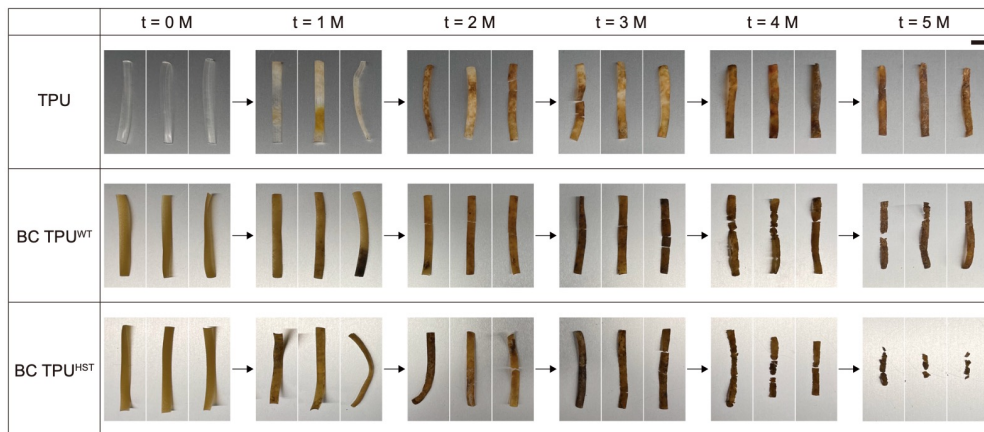 t = 0 M t = 1 M t = 2 M t = 3 M t = 4 M t = 5 M
TPU
BC TPUᵂᵀ
BC TPUᴴˢᵀ